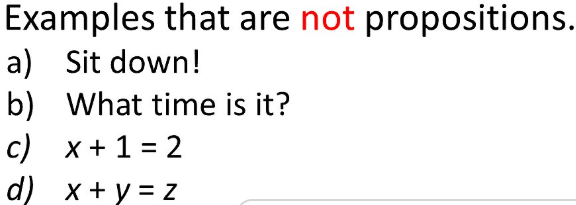 Examples that are not propositions.
a) Sit down!
b) What time is it?
c) x + 1 = 2
d) x + y = z